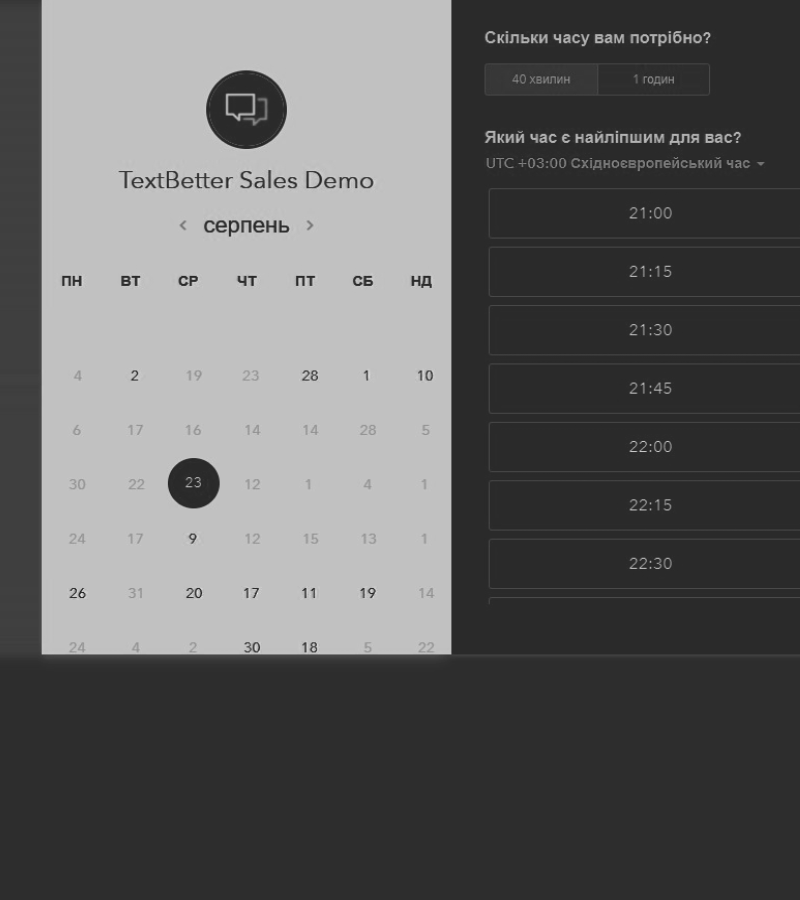 TextBetter Sales Demo
серпень
ПН ВТ СР ЧТ ПТ СБ НД
4 2 19 23 28 1 10
6 17 16 14 14 28 5
30 22 23 12 1 4 1
24 17 9 12 15 13 1
26 31 20 17 11 19 14
24 4 2 30 18 5 22
Скільки часу вам потрібно?
40 хвилин 1 годин
Який час є найліпшим для вас?
UTC +03:00 Східноєвропейський час
21:00
21:15
21:30
21:45
22:00
22:15
22:30